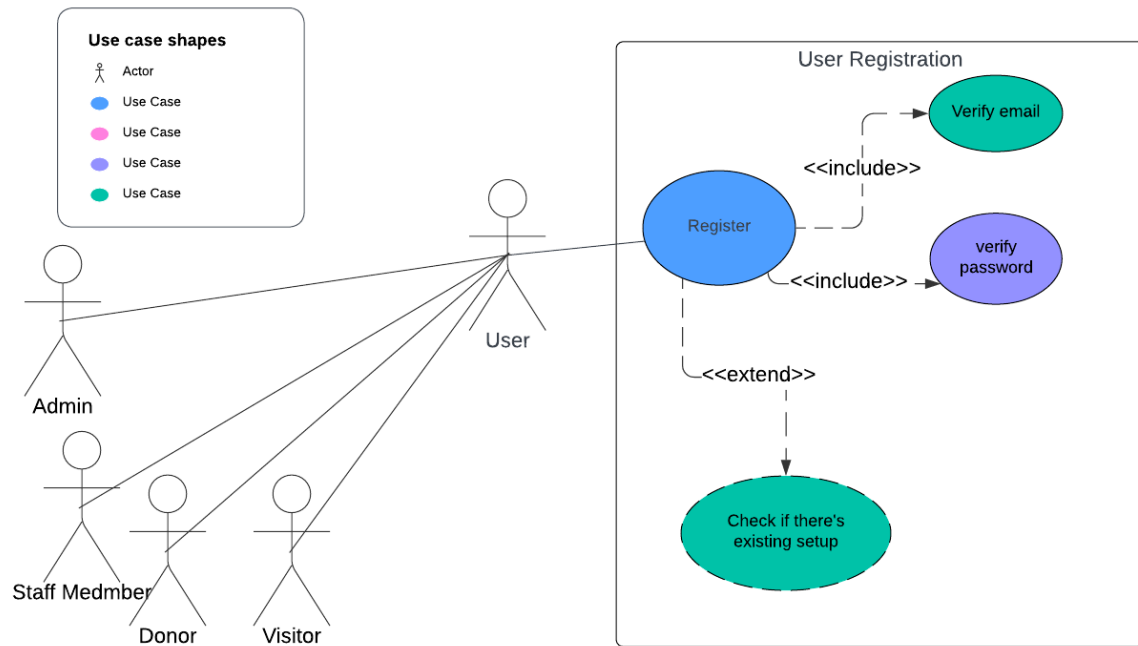 Use case shapes
Actor
Use Case
Use Case
Use Case
Use Case
User Registration
Verify email
<<include>>
Register
verify
password
<<include>>
User
<<extend>>
Admin
Check if there's
existing setup
Staff Medmber
Donor
Visitor